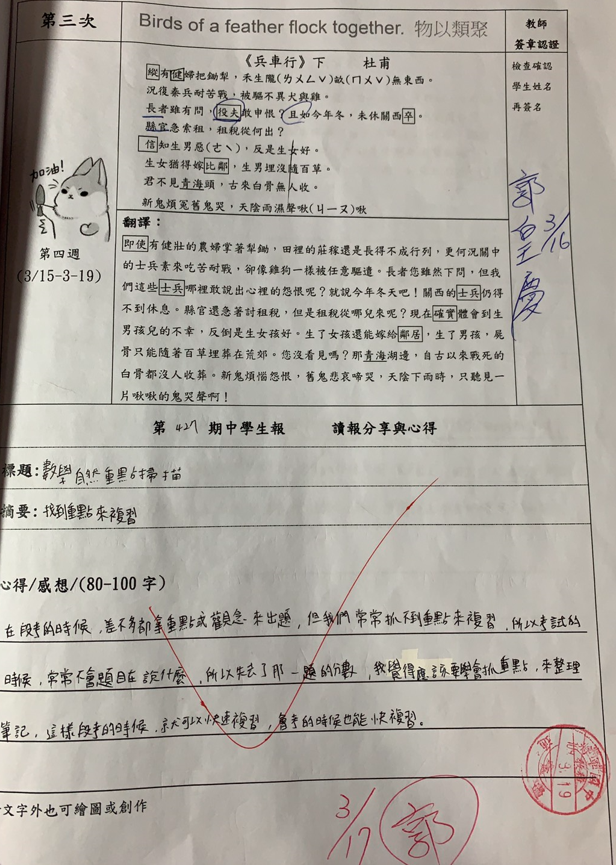 第三次
Birds of a feather flock together. 物以類聚
教師
簽章認證
檢查確認
學生姓名
再簽名
《兵車行》下 杜甫
縱有健婦把鋤犁，禾生隴(ㄌㄨㄥˇ)畝(ㄇㄨˇ)無東西。
況復秦兵耐苦戰，被驅不異犬與雞。
長者雖有問，役夫敢申恨？且如今年冬，未休關西卒。
縣官急索租，租稅從何出？
信知生男惡(ㄜˋ)，反是生女好。
生女猶得嫁比鄰，生男埋沒隨百草。
君不見青海頭，古來白骨無人收。
新鬼煩冤舊鬼哭，天陰雨濕聲啾(ㄐㄧㄡ)啾
加油!
第四週
(3/15-3-19)
翻譯：
即使有健壯的農婦掌著犁鋤，田裡的莊稼還是長得不成行列，更何況關中
的士兵素來吃苦耐戰，卻像雞狗一樣被任意驅遣。長者您雖然下問，但我
們這些士兵哪裡敢說出心裡的怨恨呢？就說今年冬天吧！關西的士兵仍得
不到休息。縣官還急著討租稅，但是租稅從哪兒來呢？現在確實體會到生
男孩兒的不幸，反倒是生女孩好。生了女孩還能嫁給鄰居，生了男孩，屍
骨只能隨著百草埋葬在荒郊。您沒看見嗎？那青海湖邊，自古以來戰死的
白骨都沒人收葬。新鬼煩惱怨恨，舊鬼悲哀啼哭，天陰下雨時，只聽見一
片啾啾的鬼哭聲啊！
3/16
第 427 期中學生報 讀報分享與心得
標題：數學自然重點掃描
摘要：找到重點來複習
心得/感想/(80-100字)
在段考的時候，差不多都拿重點或觀念來出題，但我們常常抓不到重點來複習，所以考試的
時候，常常不會題目在說什麼，所以失去了那一題的分數，我覺得應該要學會抓重點，來整理
筆記，這樣段考的時候，就可以快速複習，會考的時候也能快複習。
3.19
文字外也可繪圖或創作
3/17 郭